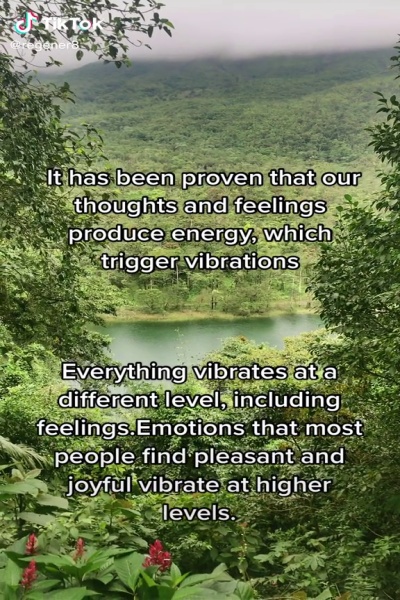 TikTok
@regener8
It has been proven that our
thoughts and feelings
produce energy, which
trigger vibrations
Everything vibrates at a
different level, including
feelings.Emotions that most
people find pleasant and
joyful vibrate at higher
levels.